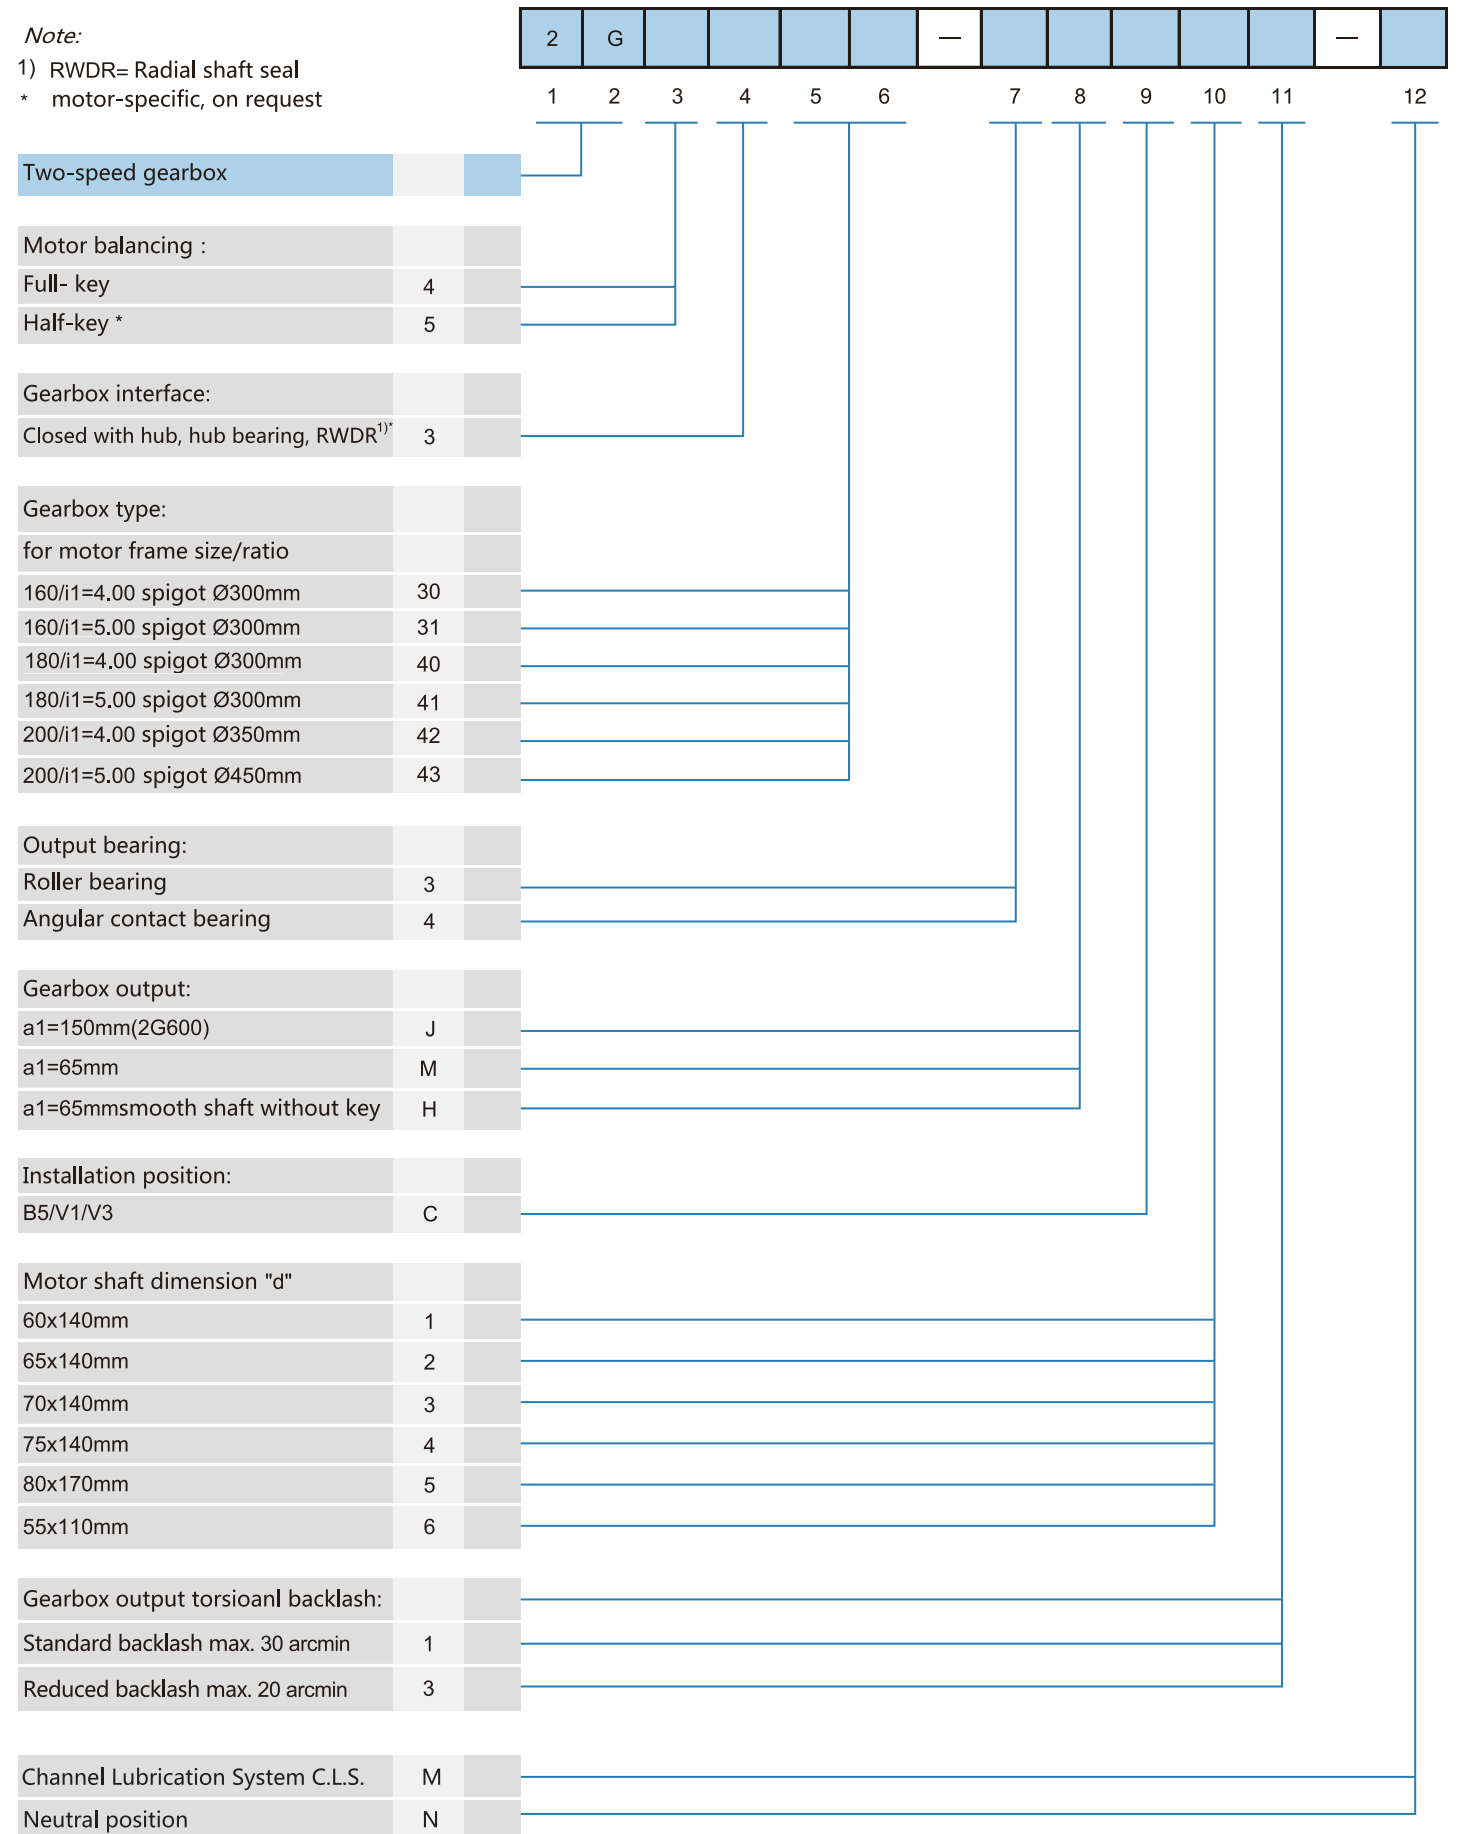 Note:
1) RWDR= Radial shaft seal
* motor-specific, on request
2 G — —
1 2 3 4 5 6 7 8 9 10 11 12
Two-speed gearbox
Motor balancing :
Full- key 4
Half-key * 5
Gearbox interface:
Closed with hub, hub bearing, RWDR1)* 3
Gearbox type:
for motor frame size/ratio
160/i1=4.00 spigot Ø300mm 30
160/i1=5.00 spigot Ø300mm 31
180/i1=4.00 spigot Ø300mm 40
180/i1=5.00 spigot Ø300mm 41
200/i1=4.00 spigot Ø350mm 42
200/i1=5.00 spigot Ø450mm 43
Output bearing:
Roller bearing 3
Angular contact bearing 4
Gearbox output:
a1=150mm(2G600) J
a1=65mm M
a1=65mmsmooth shaft without key H
Installation position:
B5/V1/V3 C
Motor shaft dimension "d"
60x140mm 1
65x140mm 2
70x140mm 3
75x140mm 4
80x170mm 5
55x110mm 6
Gearbox output torsioanl backlash:
Standard backlash max. 30 arcmin 1
Reduced backlash max. 20 arcmin 3
Channel Lubrication System C.L.S. M
Neutral position N